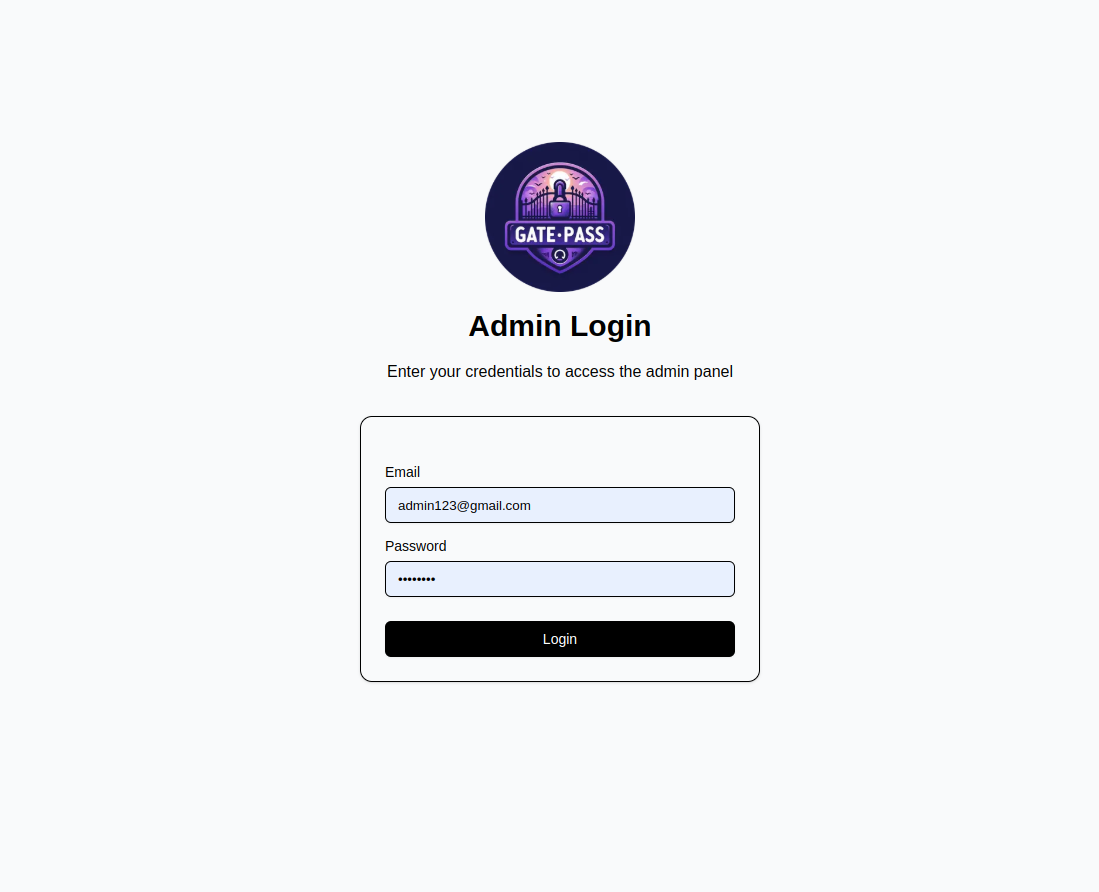 GATE·PASS
Admin Login
Enter your credentials to access the admin panel
Email
admin123@gmail.com
Password
••••••••
Login